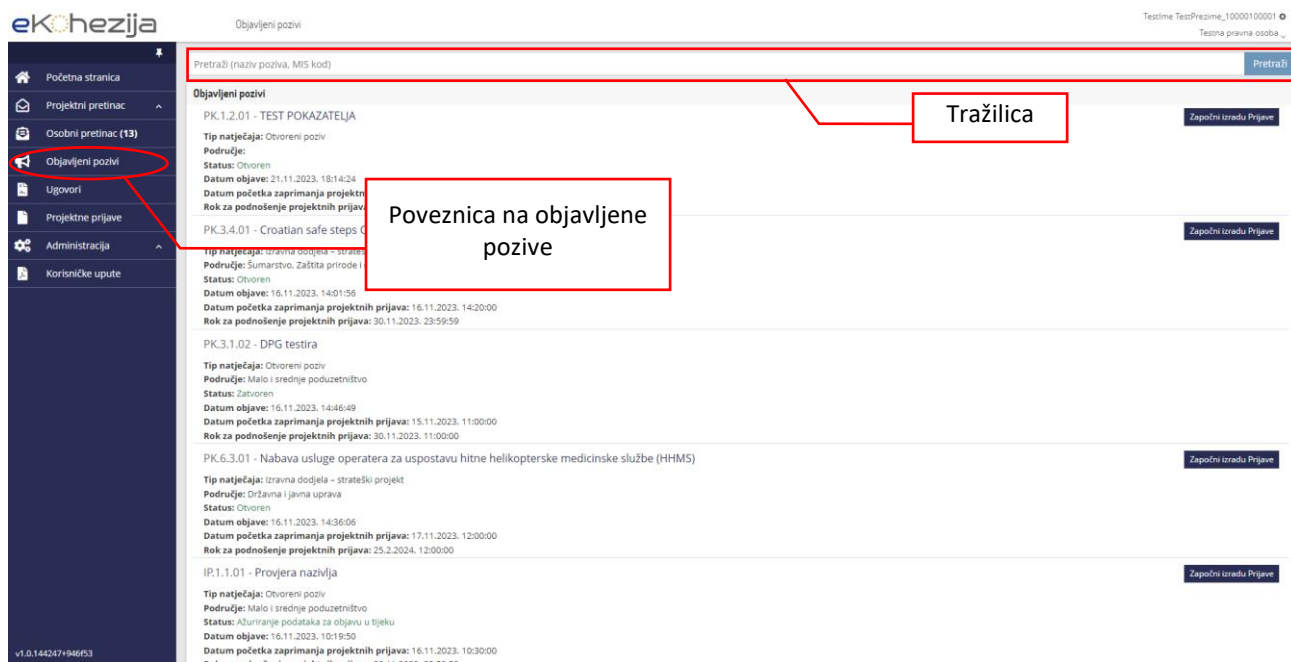 eKohezija
Objavljeni pozivi
TestIme TestPrezime_10000100001
Testna pravna osoba
Početna stranica
Projektni pretinac
Osobni pretinac (13)
Objavljeni pozivi
Ugovori
Projektne prijave
Administracija
Korisničke upute
v1.0.144247+946f53
Pretraži (naziv poziva, MIS kod)
Pretraži
Tražilica
Poveznica na objavljene
pozive
Objavljeni pozivi
PK.1.2.01 - TEST POKAZATELJA
Započni izradu Prijave
Tip natječaja: Otvoreni poziv
Područje:
Status: Otvoren
Datum objave: 21.11.2023. 18:14:24
Datum početka zaprimanja
Rok za podnošenje
PK.3.4.01 - Croatian safe steps
Započni izradu Prijave
Tip natječaja: Izravna dodjela –
Područje: Šumarstvo, Zaštita prirode i
Status: Otvoren
Datum objave: 16.11.2023. 14:01:56
Datum početka zaprimanja projektnih prijava: 16.11.2023. 14:20:00
Rok za podnošenje projektnih prijava: 30.11.2023. 23:59:59
PK.3.1.02 - DPG testira
Tip natječaja: Otvoreni poziv
Područje: Malo i srednje poduzetništvo
Status: Zatvoren
Datum objave: 16.11.2023. 14:46:49
Datum početka zaprimanja projektnih prijava: 15.11.2023. 11:00:00
Rok za podnošenje projektnih prijava: 30.11.2023. 11:00:00
PK.6.3.01 - Nabava usluge operatera za uspostavu hitne helikopterske medicinske službe (HHMS)
Započni izradu Prijave
Tip natječaja: Izravna dodjela – strateški projekt
Područje: Državna i javna uprava
Status: Otvoren
Datum objave: 16.11.2023. 14:36:06
Datum početka zaprimanja projektnih prijava: 17.11.2023. 12:00:00
Rok za podnošenje projektnih prijava: 25.2.2024. 12:00:00
IP.1.1.01 - Provjera nazivlja
Započni izradu Prijave
Tip natječaja: Otvoreni poziv
Područje: Malo i srednje poduzetništvo
Status: Ažuriranje podataka za objavu u tijeku
Datum objave: 16.11.2023. 10:19:50
Datum početka zaprimanja projektnih prijava: 16.11.2023. 10:30:00